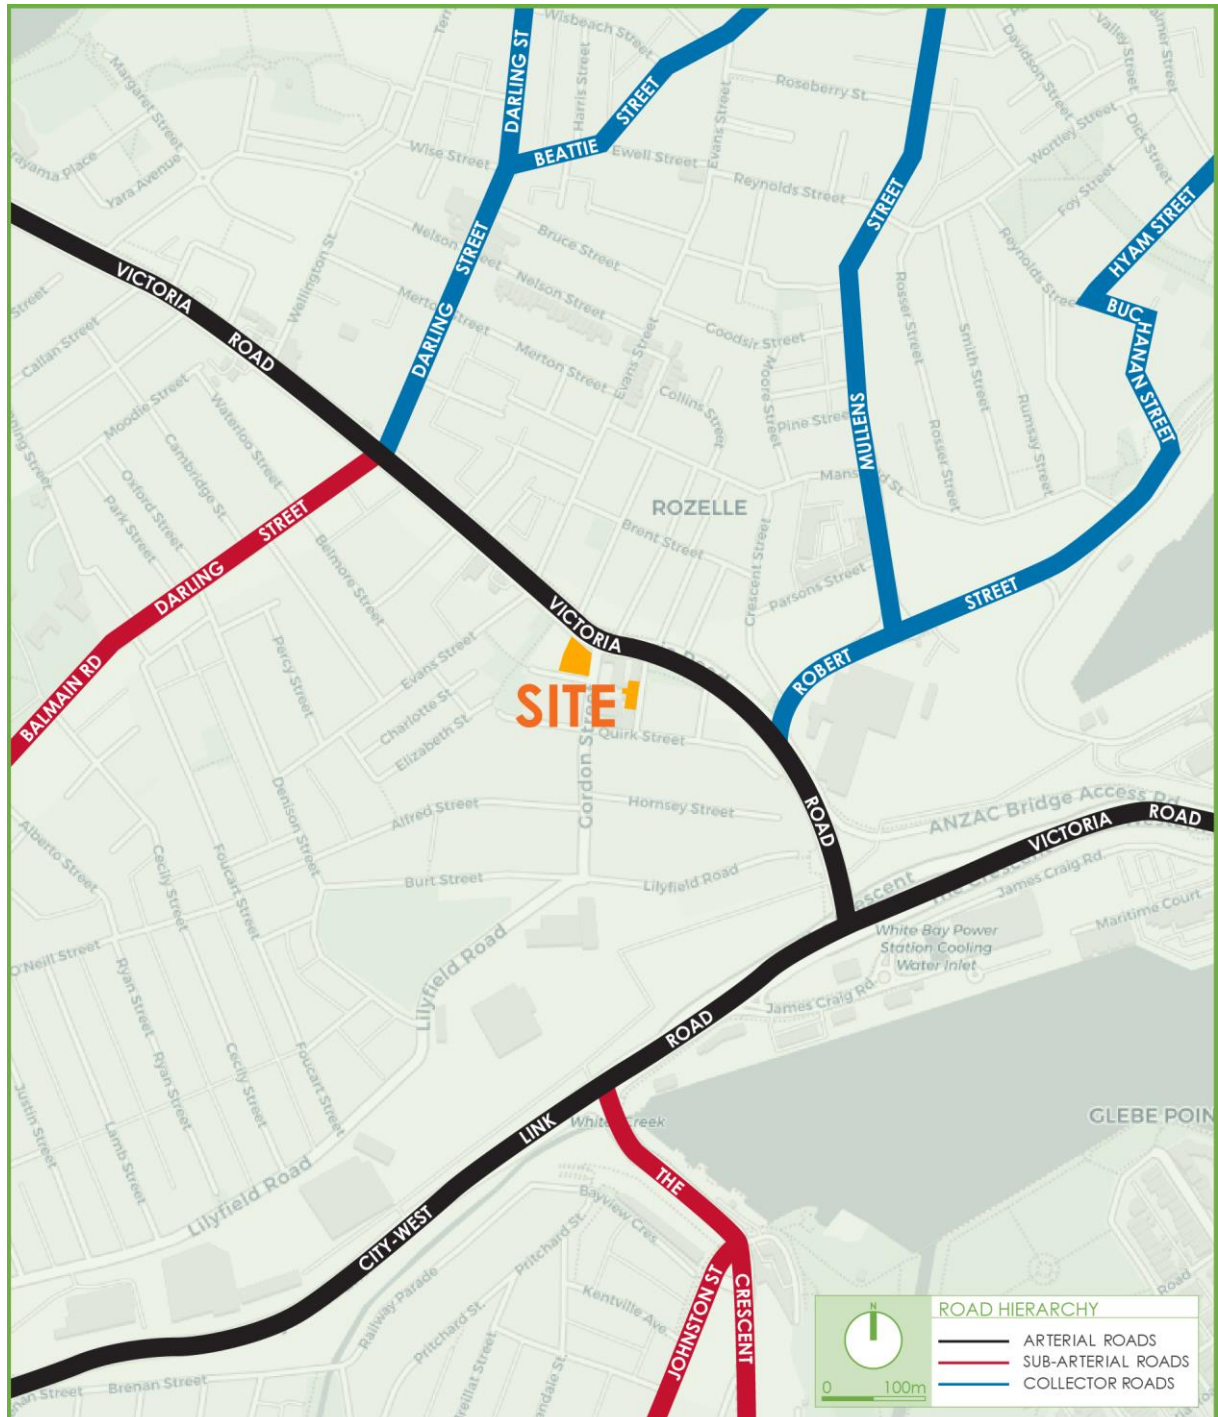 Wisbeach Street
DARLING ST
Harris Street
STREET
Roseberry St.
Davidson Street
Valley Street
Palmer Street
Margaret Street
Evans Street
Wortley Street
Dick Street
Wise Street
BEATTIE
Ewell Street
Reynolds Street
Foy Street
Yara Avenue
STREET
HYAM STREET
STREET
Nelson Street
Bruce Street
Reynolds Street
VICTORIA
Wellington St.
Nelson Street
BUCHANAN STREET
ROAD
DARLING
Merton Street
Goodsir Street
Rosser Street
Smith Street
Callan Street
Merton Street
Evans Street
Moore Street
Collins Street
Rumsay Street
Moodie Street
Waterloo Street
Pine Street
MULLENS
Rosser Street
Cambridge St.
Oxford Street
Park Street
STREET
ROZELLE
Brent Street
Crescent Street
Belmore Street
DARLING
Parsons Street
STREET
VICTORIA
Percy Street
Evans Street
ROBERT
BALMAIN RD
SITE
Charlotte St.
Elizabeth St.
Gordon Street
Quirk Street
Denison Street
Alfred Street
Hornsey Street
ROAD
ANZAC Bridge Access Rd
VICTORIA
ROAD
Alberto Street
Cecily Street
Foucart Street
Burt Street
Lilyfield Road
James Craig Rd.
Maritime Court
White Bay Power
Station Cooling
Water Inlet
O'Neill Street
Ryan Street
Lilyfield Road
James Craig Rd
ROAD
Ryan Street
Cecily Street
Foucart Street
Justin Street
Lamb Street
LINK
GLEBE POIN
Lilyfield Road
THE
CITY-WEST
Bayview Cres.
Pritchard St.
Railway Parade
Kentville Ave.
JOHNSTON ST
CRESCENT
Pritchard St.
Brenan Street
Road
N
ROAD HIERARCHY
ARTERIAL ROADS
SUB-ARTERIAL ROADS
COLLECTOR ROADS
0 100m